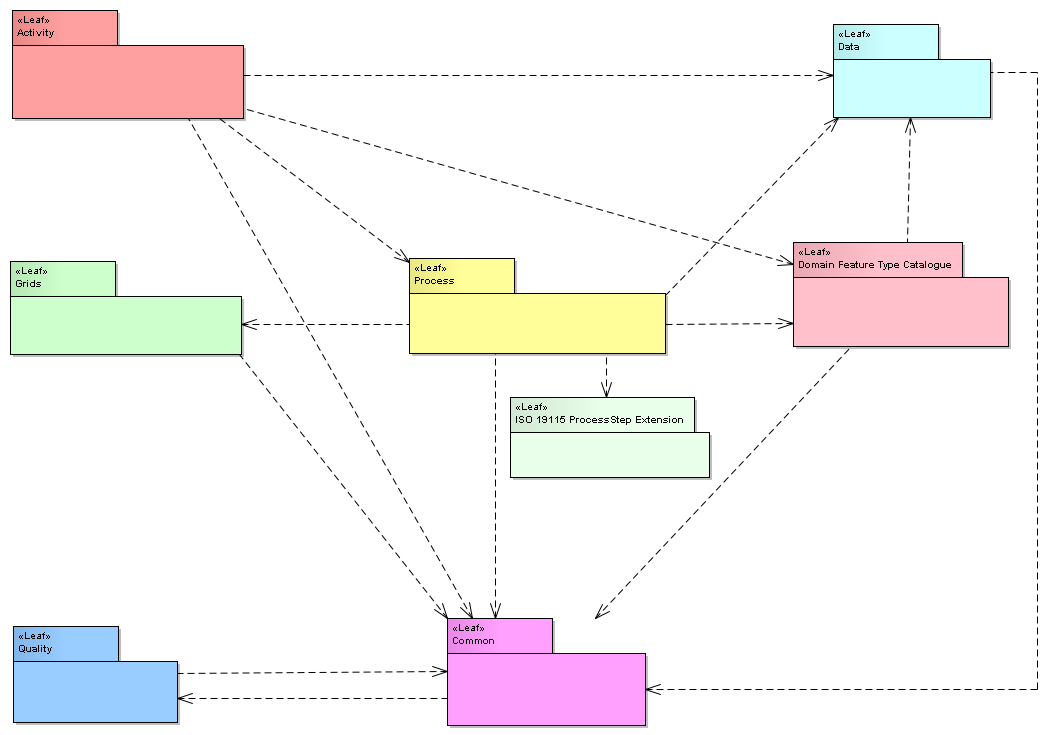 «Leaf»
Activity
«Leaf»
Data
«Leaf»
Domain Feature Type Catalogue
«Leaf»
Grids
«Leaf»
Process
«Leaf»
ISO 19115 ProcessStep Extension
«Leaf»
Quality
«Leaf»
Common